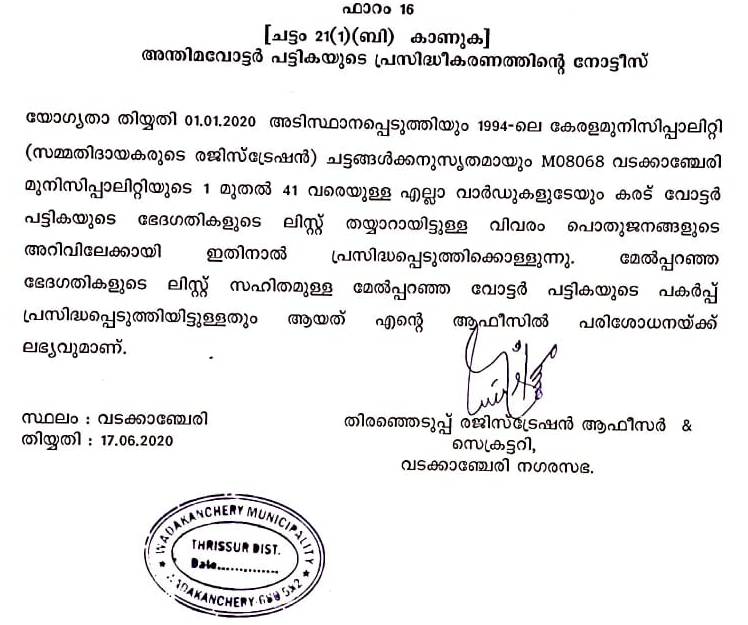 ഫാറം 16
[ചട്ടം 21(1)(ബി) കാണുക]
അന്തിമവോട്ടർ പട്ടികയുടെ പ്രസിദ്ധീകരണത്തിന്റെ നോട്ടീസ്
യോഗ്യതാ തിയ്യതി 01.01.2020 അടിസ്ഥാനപ്പെടുത്തിയും 1994-ലെ കേരളമുനിസിപ്പാലിറ്റി
(സമ്മതിദായകരുടെ രജിസ്ട്രേഷൻ) ചട്ടങ്ങൾക്കനുസൃതമായും M08068 വടക്കാഞ്ചേരി
മുനിസിപ്പാലിറ്റിയുടെ 1 മുതൽ 41 വരെയുള്ള എല്ലാ വാർഡുകളുടേയും കരട് വോട്ടർ
പട്ടികയുടെ ഭേദഗതികളുടെ ലിസ്റ്റ് തയ്യാറായിട്ടുള്ള വിവരം പൊതുജനങ്ങളുടെ
അറിവിലേക്കായി ഇതിനാൽ പ്രസിദ്ധപ്പെടുത്തിക്കൊള്ളുന്നു. മേൽപ്പറഞ്ഞ
ഭേദഗതികളുടെ ലിസ്റ്റ് സഹിതമുള്ള മേൽപ്പറഞ്ഞ വോട്ടർ പട്ടികയുടെ പകർപ്പ്
പ്രസിദ്ധപ്പെടുത്തിയിട്ടുള്ളതും ആയത് എന്റെ ആഫീസിൽ പരിശോധനയ്ക്ക്
ലഭ്യവുമാണ്.
സ്ഥലം : വടക്കാഞ്ചേരി
തിയ്യതി : 17.06.2020
തിരഞ്ഞെടുപ്പ് രജിസ്ട്രേഷൻ ആഫീസർ &
സെക്രട്ടറി,
വടക്കാഞ്ചേരി നഗരസഭ.
WADAKANCHERY MUNICIPALITY
THRISSUR DIST.
Date..............